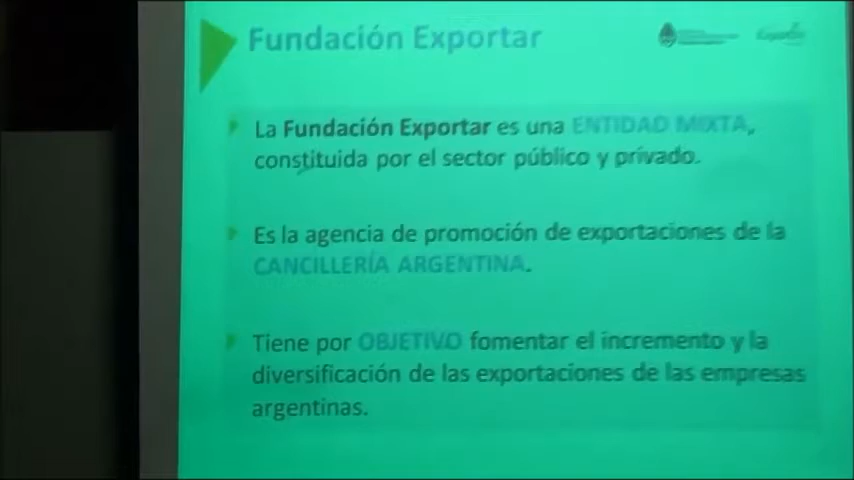 Fundación Exportar
La Fundación Exportar es una ENTIDAD MIXTA,
constituida por el sector público y privado.
Es la agencia de promoción de exportaciones de la
CANCILLERÍA ARGENTINA.
Tiene por OBJETIVO fomentar el incremento y la
diversificación de las exportaciones de las empresas
argentinas.